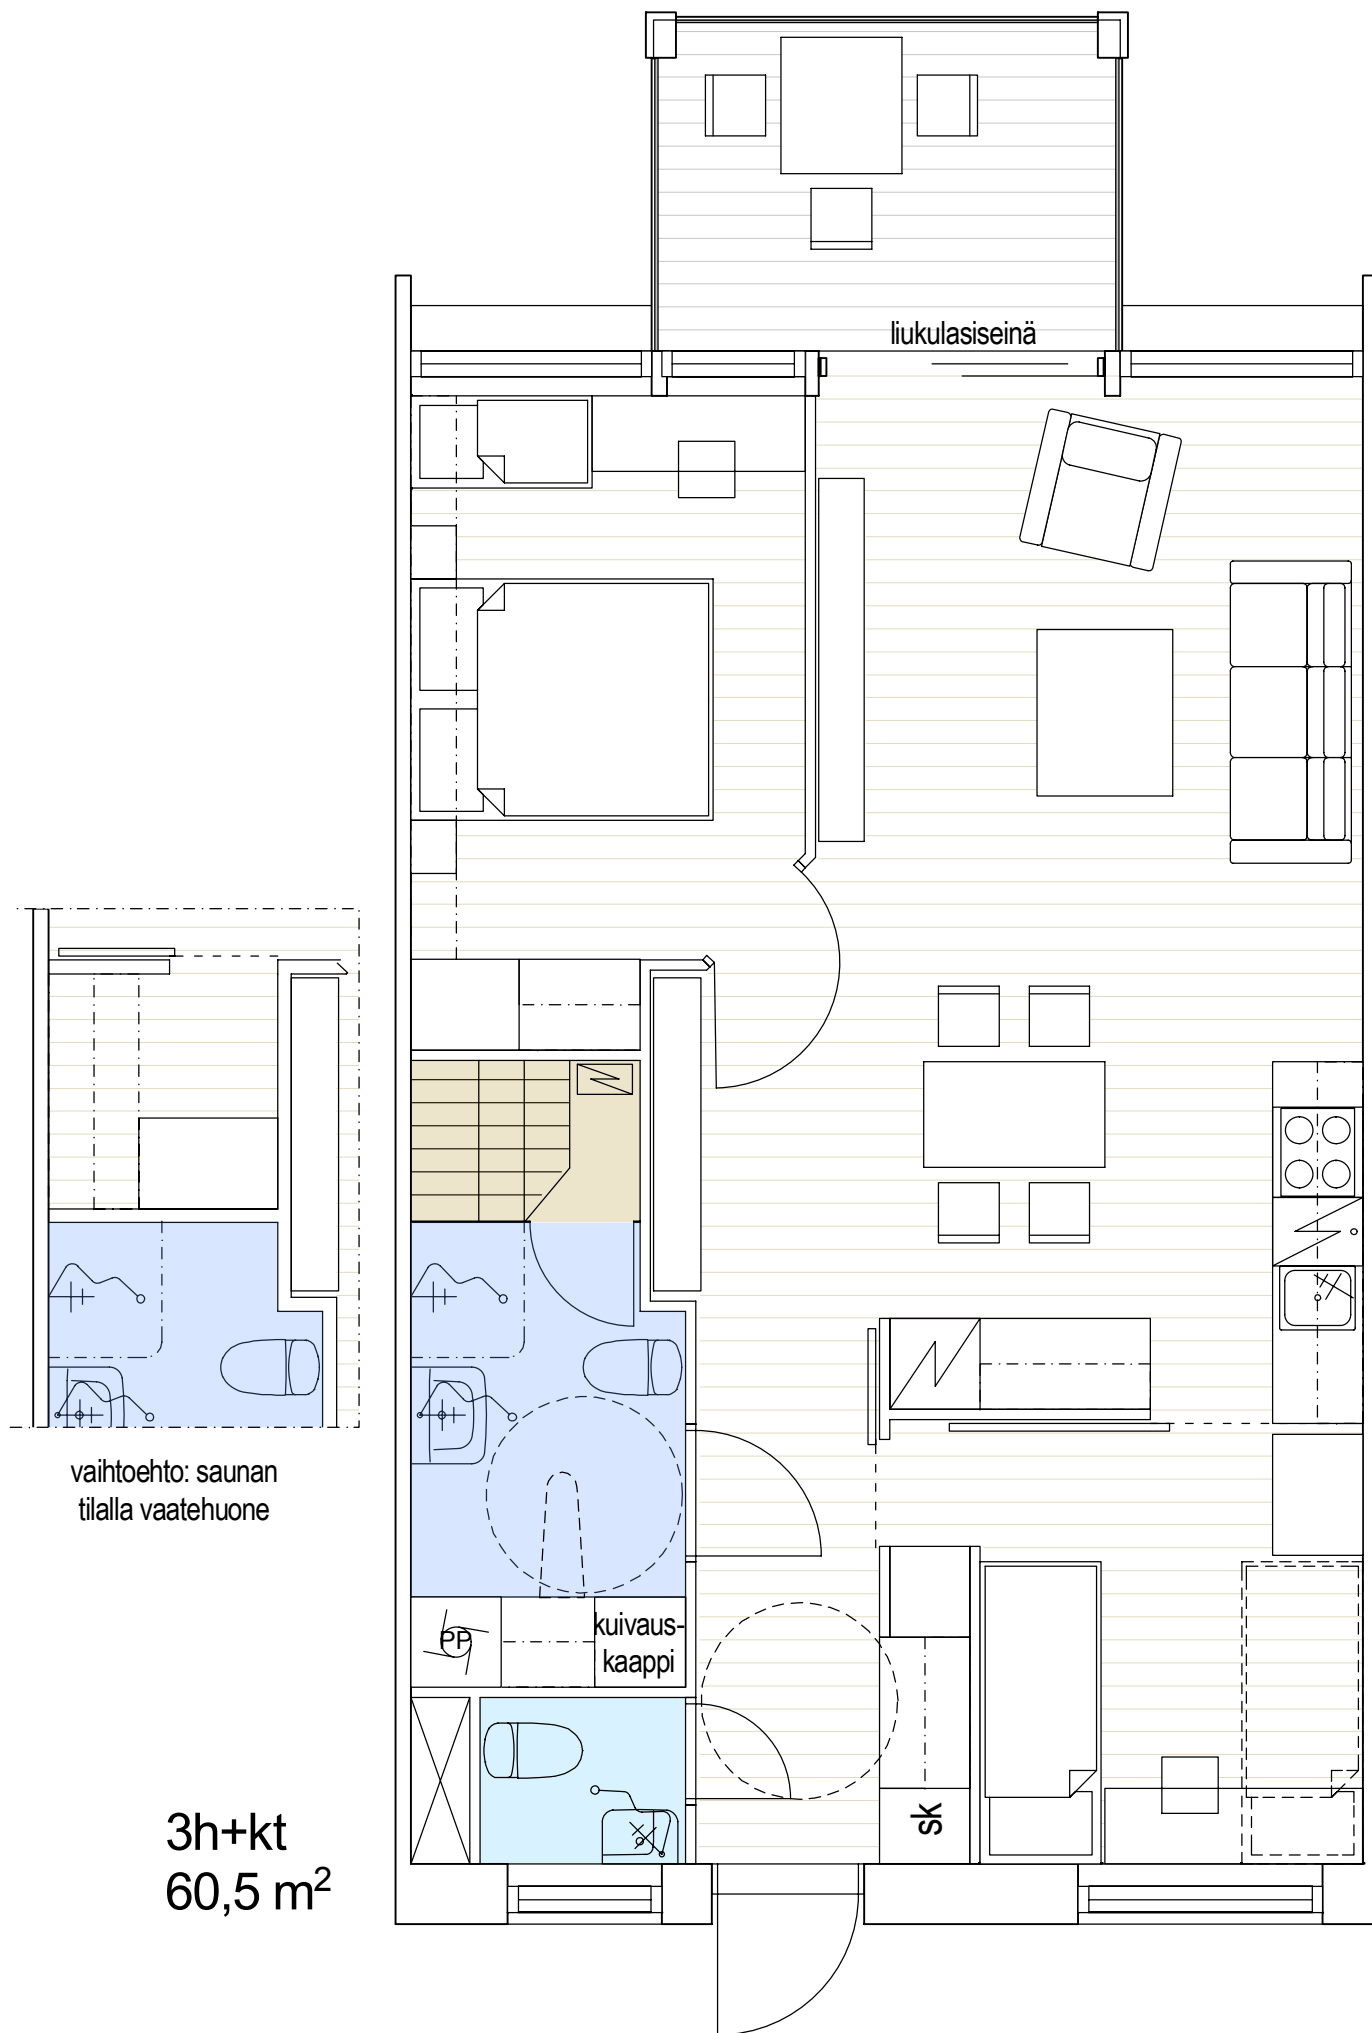 liukulasiseinä
vaihtoehto: saunan
tilalla vaatehuone
PP
kuivaus-
kaappi
sk
3h+kt
60,5 m²